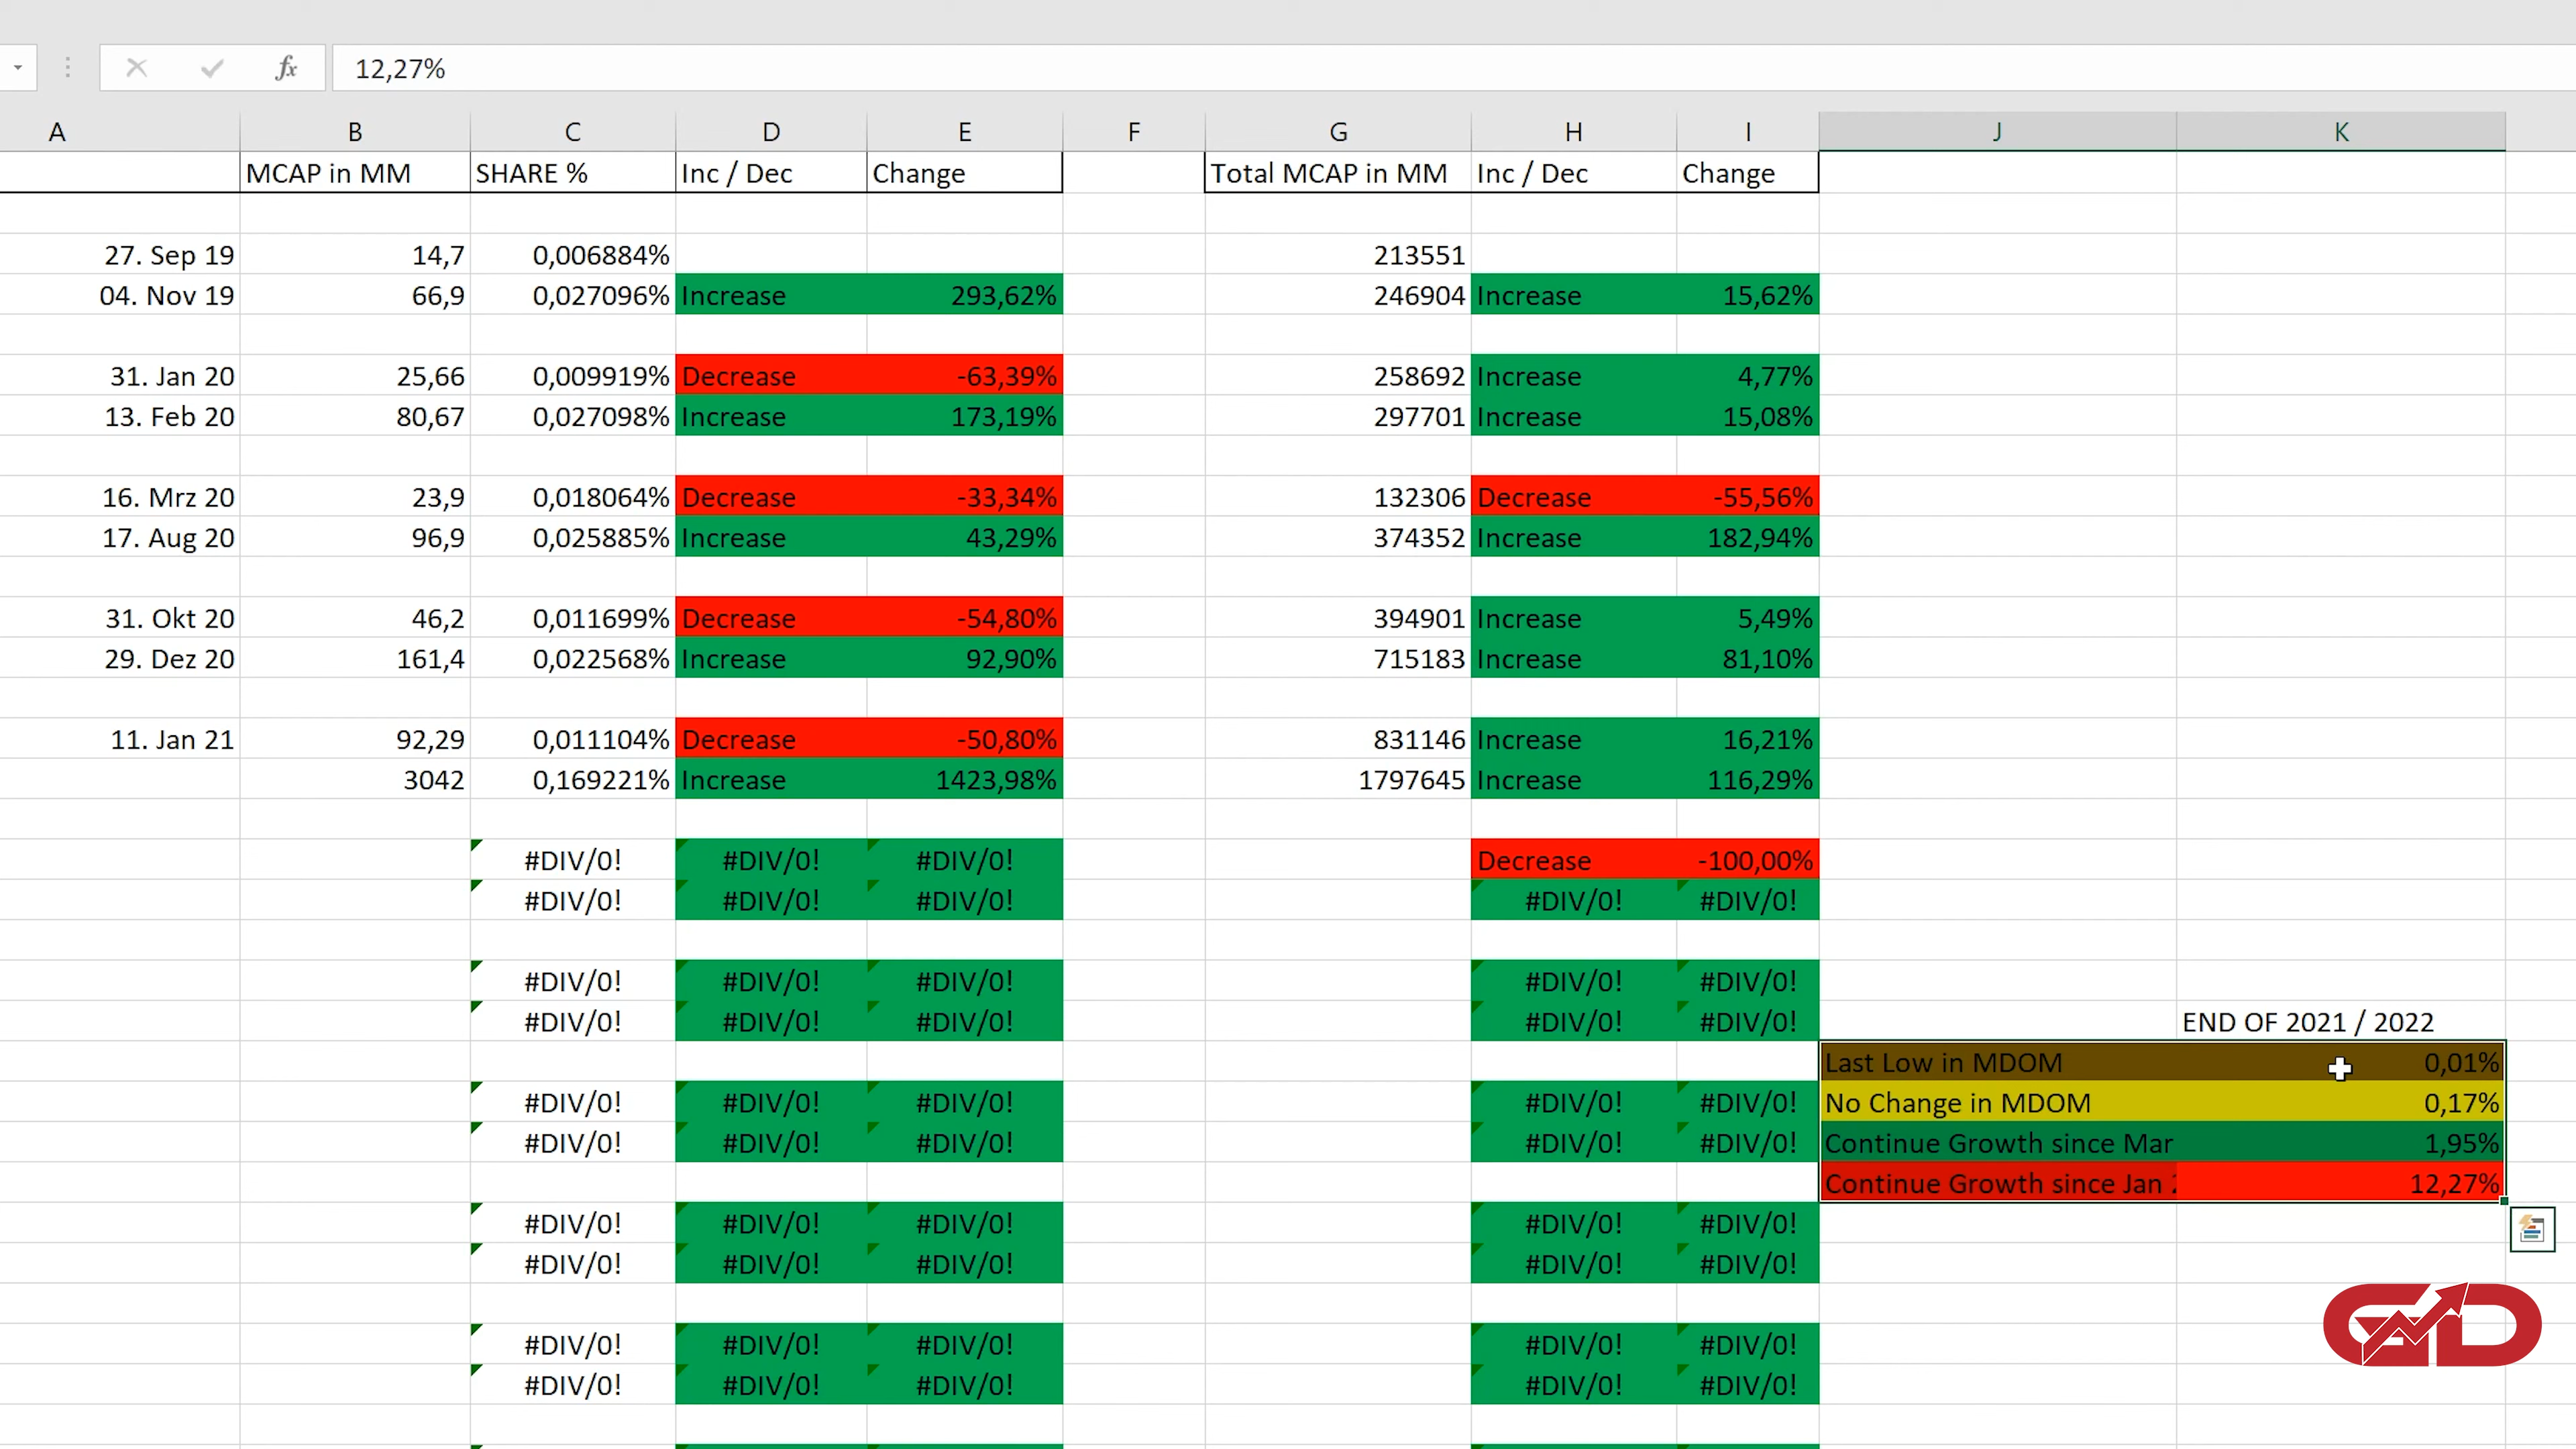 fx 12,27%
A B C D E F G H I J K
MCAP in MM SHARE % Inc / Dec Change Total MCAP in MM Inc / Dec Change
27. Sep 19 14,7 0,006884% 213551
04. Nov 19 66,9 0,027096% Increase 293,62% 246904 Increase 15,62%
31. Jan 20 25,66 0,009919% Decrease -63,39% 258692 Increase 4,77%
13. Feb 20 80,67 0,027098% Increase 173,19% 297701 Increase 15,08%
16. Mrz 20 23,9 0,018064% Decrease -33,34% 132306 Decrease -55,56%
17. Aug 20 96,9 0,025885% Increase 43,29% 374352 Increase 182,94%
31. Okt 20 46,2 0,011699% Decrease -54,80% 394901 Increase 5,49%
29. Dez 20 161,4 0,022568% Increase 92,90% 715183 Increase 81,10%
11. Jan 21 92,29 0,011104% Decrease -50,80% 831146 Increase 16,21%
3042 0,169221% Increase 1423,98% 1797645 Increase 116,29%
#DIV/0! #DIV/0! #DIV/0! Decrease -100,00%
#DIV/0! #DIV/0! #DIV/0! #DIV/0! #DIV/0!
#DIV/0! #DIV/0! #DIV/0! #DIV/0! #DIV/0!
#DIV/0! #DIV/0! #DIV/0! #DIV/0! #DIV/0! END OF 2021 / 2022
Last Low in MDOM 0,01%
#DIV/0! #DIV/0! #DIV/0! #DIV/0! #DIV/0! No Change in MDOM 0,17%
#DIV/0! #DIV/0! #DIV/0! #DIV/0! #DIV/0! Continue Growth since Mar 1,95%
Continue Growth since Jan 12,27%
#DIV/0! #DIV/0! #DIV/0! #DIV/0! #DIV/0!
#DIV/0! #DIV/0! #DIV/0! #DIV/0! #DIV/0!
#DIV/0! #DIV/0! #DIV/0! #DIV/0! #DIV/0!
#DIV/0! #DIV/0! #DIV/0! #DIV/0! #DIV/0!
GD